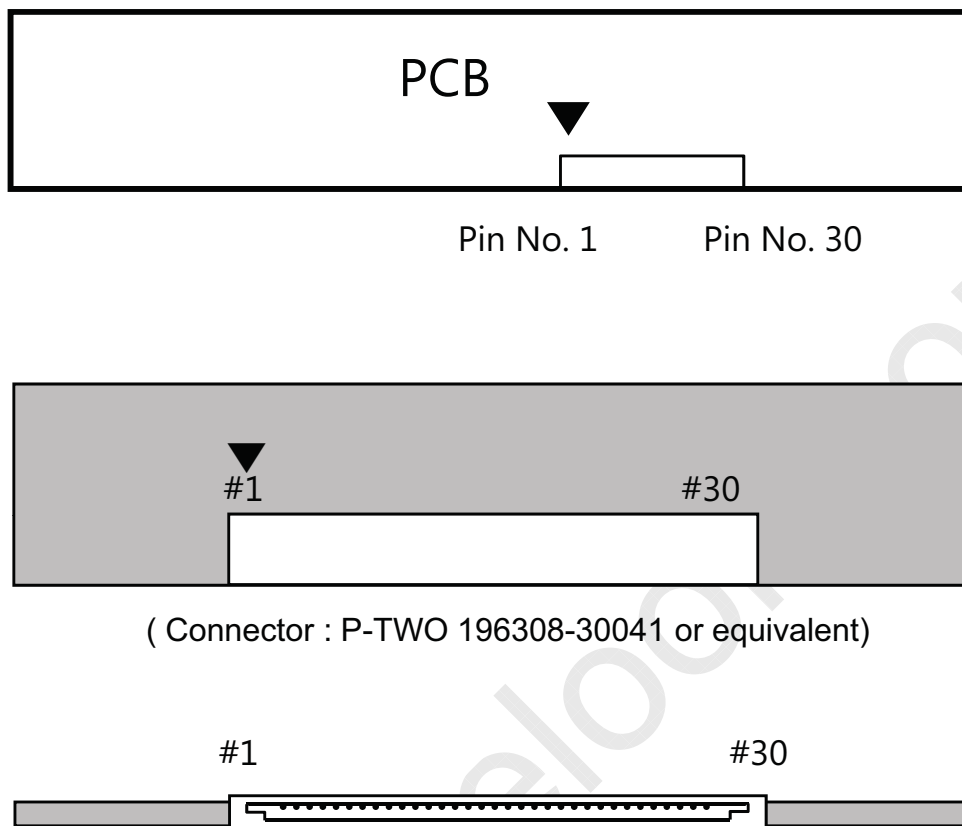 PCB
Pin No. 1 Pin No. 30
#1 #30
( Connector : P-TWO 196308-30041 or equivalent)
#1 #30